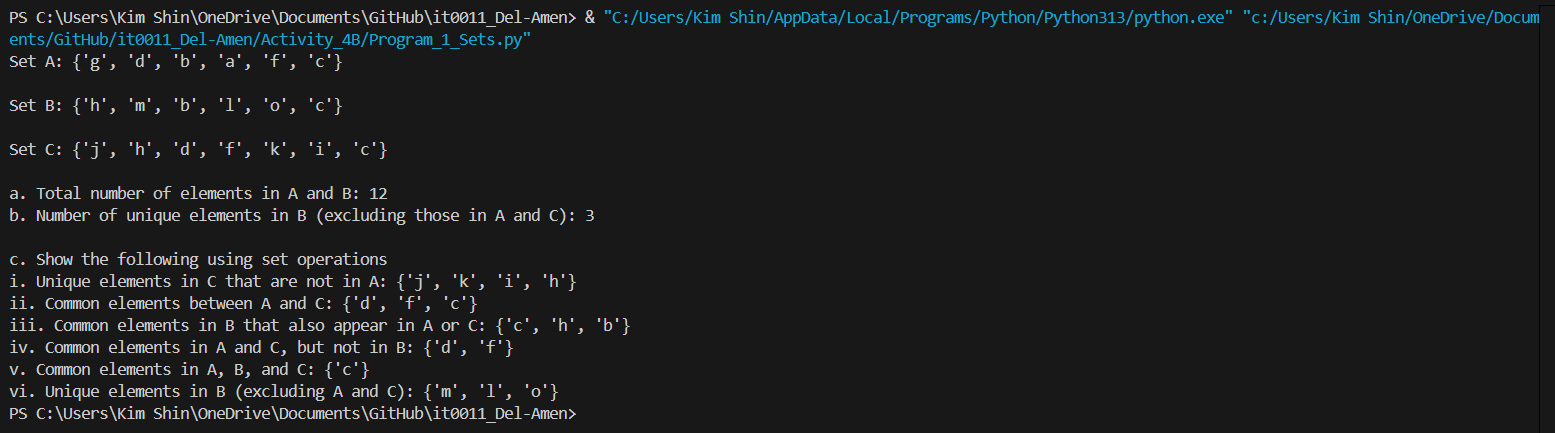 PS C:\Users\Kim Shin\OneDrive\Documents\GitHub\it0011_Del-Amen> & "C:/Users/Kim Shin/AppData/Local/Programs/Python/Python313/python.exe" "c:/Users/Kim Shin/OneDrive/Docum
ents/GitHub/it0011_Del-Amen/Activity_4B/Program_1_Sets.py"
Set A: {'g', 'd', 'b', 'a', 'f', 'c'}
Set B: {'h', 'm', 'b', 'l', 'o', 'c'}
Set C: {'j', 'h', 'd', 'f', 'k', 'i', 'c'}
a. Total number of elements in A and B: 12
b. Number of unique elements in B (excluding those in A and C): 3
c. Show the following using set operations
i. Unique elements in C that are not in A: {'j', 'k', 'i', 'h'}
ii. Common elements between A and C: {'d', 'f', 'c'}
iii. Common elements in B that also appear in A or C: {'c', 'h', 'b'}
iv. Common elements in A and C, but not in B: {'d', 'f'}
v. Common elements in A, B, and C: {'c'}
vi. Unique elements in B (excluding A and C): {'m', 'l', 'o'}
PS C:\Users\Kim Shin\OneDrive\Documents\GitHub\it0011_Del-Amen>